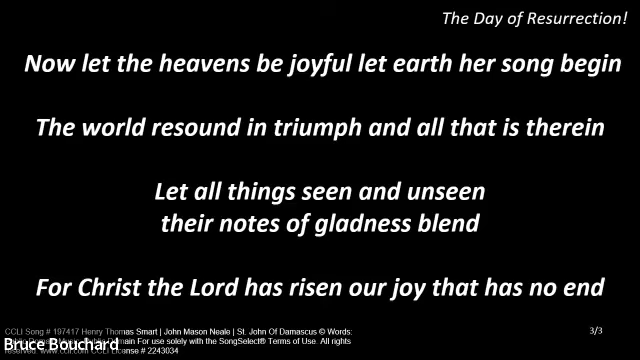 The Day of Resurrection!
Now let the heavens be joyful let earth her song begin
The world resound in triumph and all that is therein
Let all things seen and unseen
their notes of gladness blend
For Christ the Lord has risen our joy that has no end
CCLI Song # 197417 Henry Thomas Smart | John Mason Neale | St. John Of Damascus © Words:
Domain For use solely with the SongSelect® Terms of Use. All rights
reserved. www.ccli.com CCLI License # 2243034
3/3
Bruce Bouchard